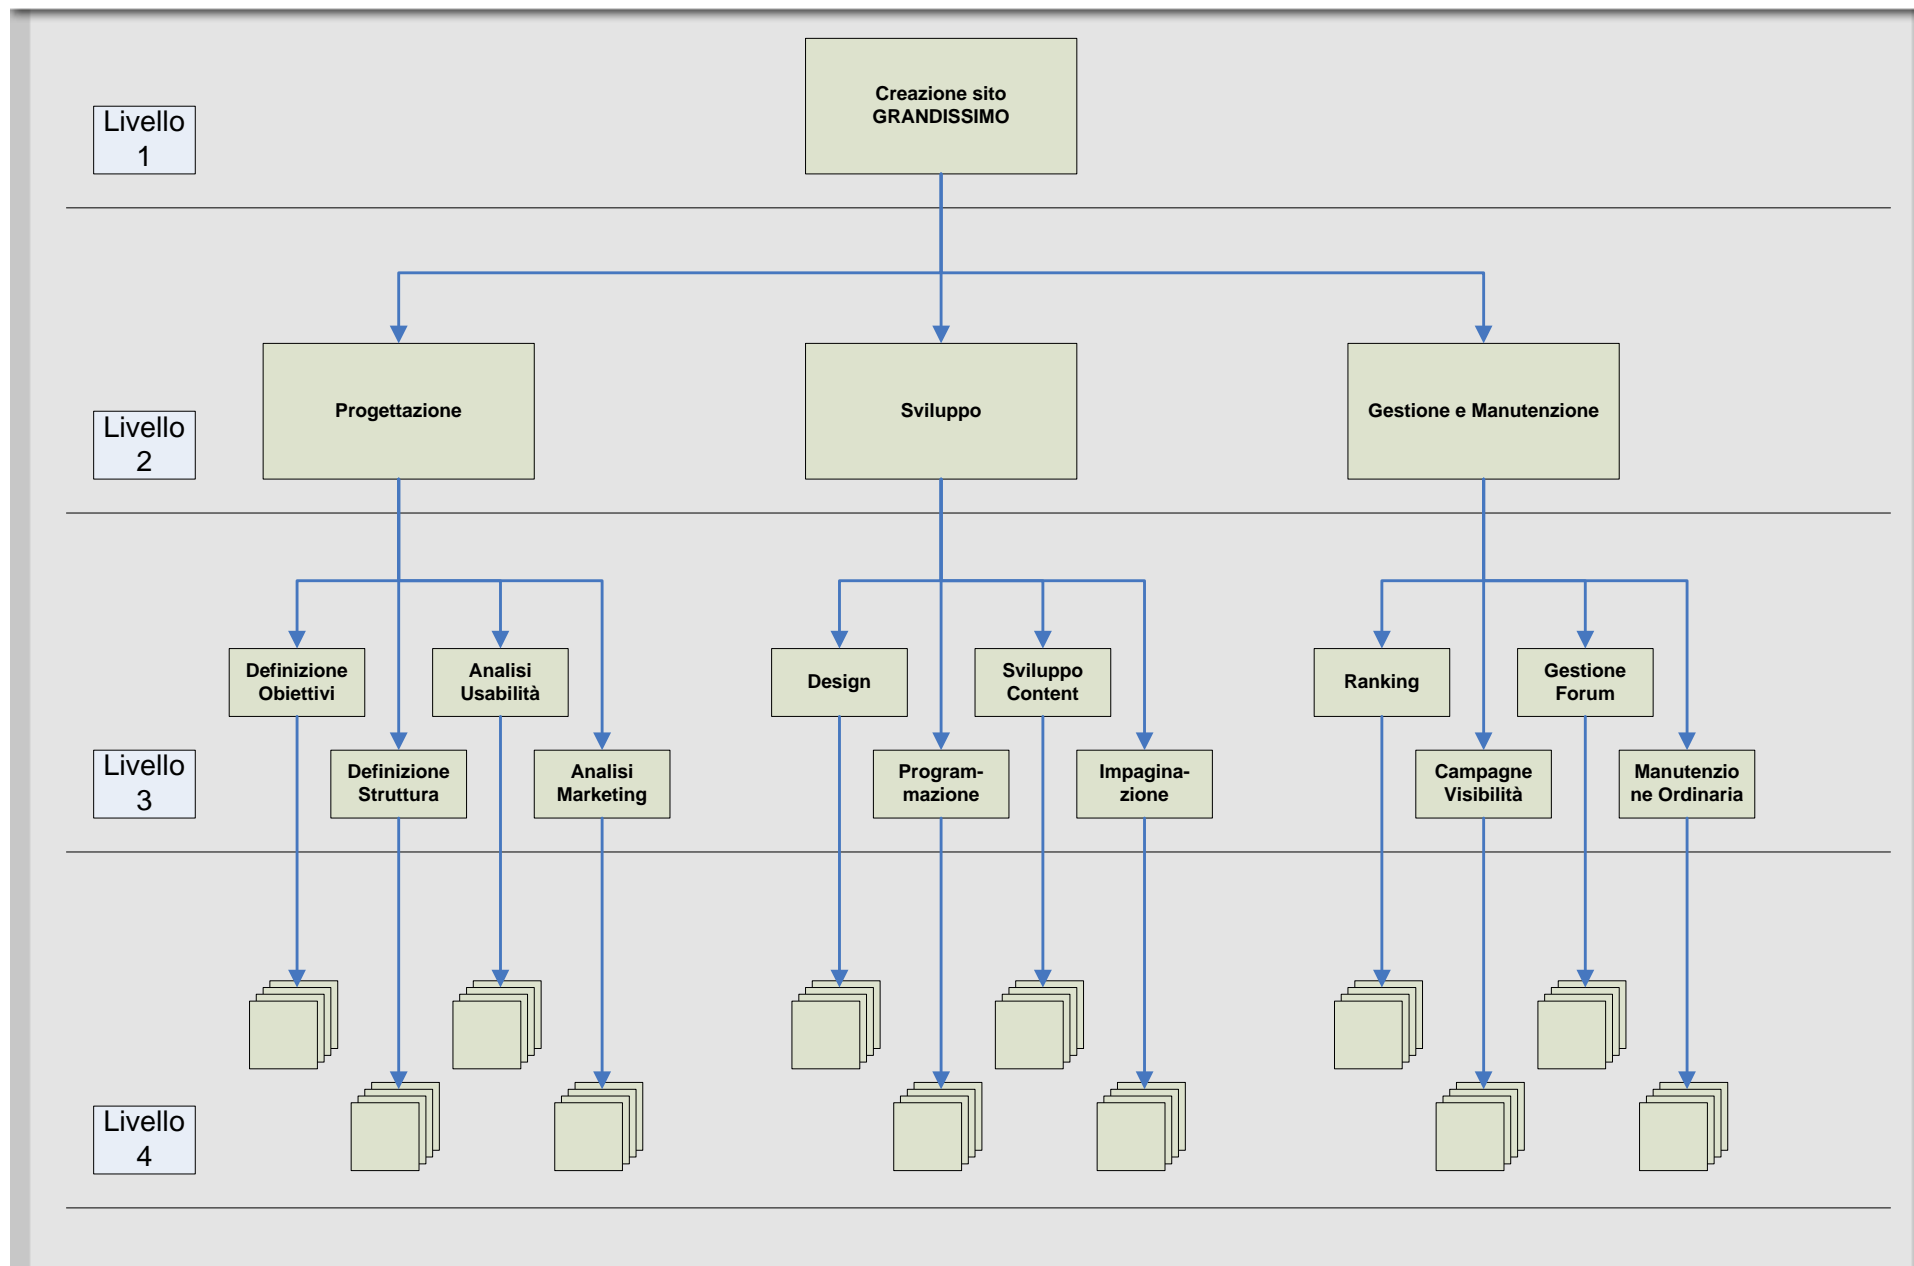 Creazione sito
GRANDISSIMO
Livello
1
Progettazione
Sviluppo
Gestione e Manutenzione
Livello
2
Definizione
Obiettivi
Analisi
Usabilità
Design
Sviluppo
Content
Ranking
Gestione
Forum
Livello
3
Definizione
Struttura
Analisi
Marketing
Program-
mazione
Impagina-
zione
Campagne
Visibilità
Manutenzio
ne Ordinaria
Livello
4